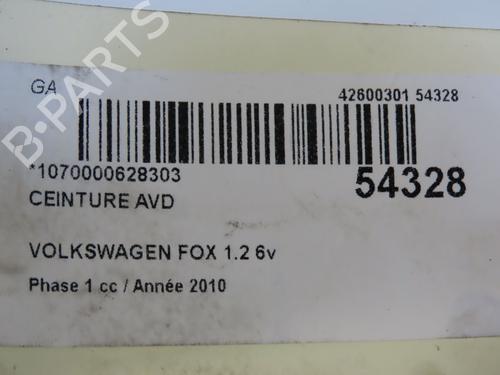 GA
42600301 54328
*1070000628303
54328
CEINTURE AVD
VOLKSWAGEN FOX 1.2 6v
Phase 1 cc / Année 2010
B-PARTS